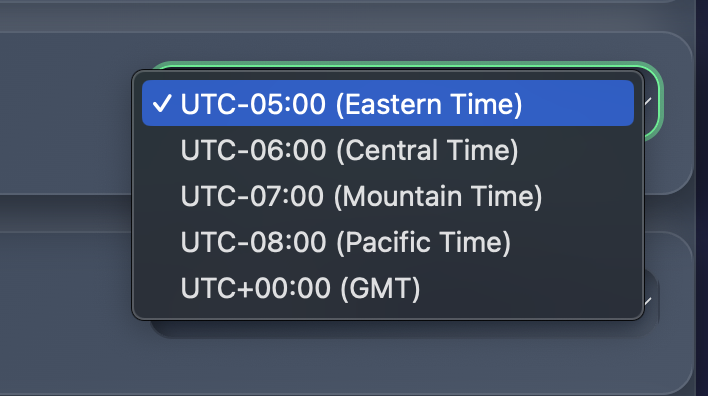 UTC-05:00 (Eastern Time)
UTC-06:00 (Central Time)
UTC-07:00 (Mountain Time)
UTC-08:00 (Pacific Time)
UTC+00:00 (GMT)